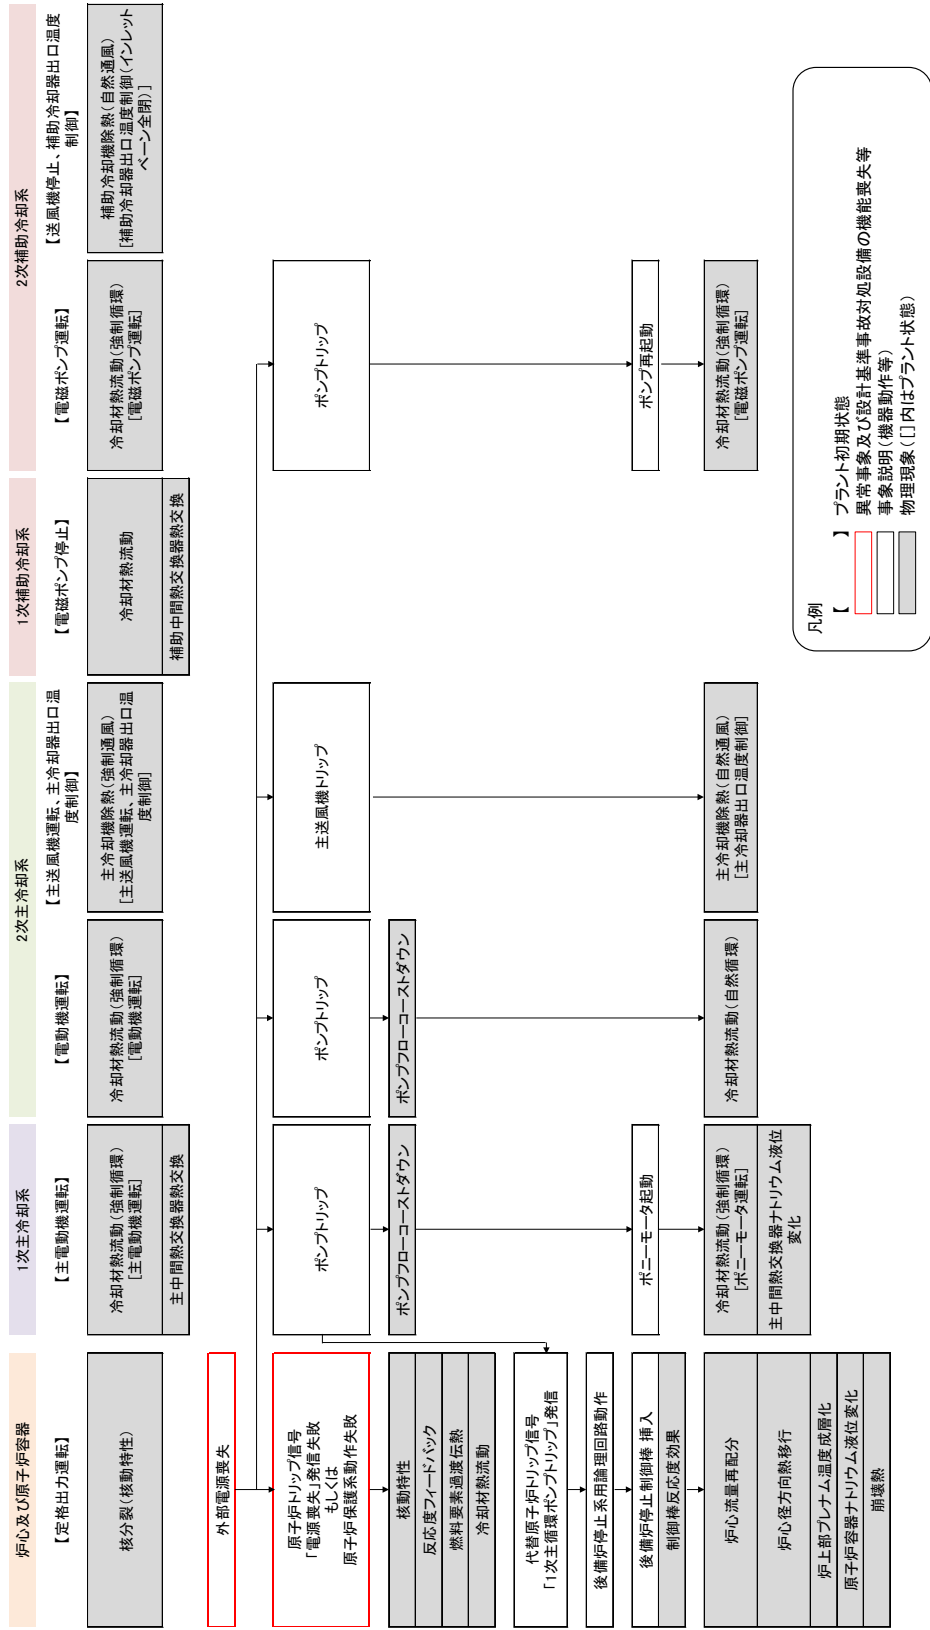 炉心及び原子炉容器
【定格出力運転】
核分裂(核動特性)
外部電源喪失
原子炉トリップ信号
「電源喪失」発信失敗
もしくは
原子炉保護系動作失敗
核動特性
反応度フィードバック
燃料要素過渡伝熱
冷却材熱流動
代替原子炉トリップ信号
「1次主循環ポンプトリップ」発信
後備炉停止系用論理回路動作
後備炉停止制御棒 挿入
制御棒反応度効果
炉心流量再配分
炉心径方向熱移行
炉上部プレナム温度成層化
原子炉容器ナトリウム液位変化
崩壊熱
1次主冷却系
【主電動機運転】
冷却材熱流動(強制循環)
[主電動機運転]
主中間熱交換器熱交換
ポンプトリップ
ポンプフローコーストダウン
ポニーモータ起動
冷却材熱流動(強制循環)
[ポニーモータ運転]
主中間熱交換器ナトリウム液位
変化
2次主冷却系
【電動機運転】
冷却材熱流動(強制循環)
[電動機運転]
ポンプトリップ
ポンプフローコーストダウン
冷却材熱流動(自然循環)
【主送風機運転、主冷却器出口温
度制御】
主冷却機除熱(強制通風)
[主送風機運転、主冷却器出口温
度制御]
主送風機トリップ
主冷却機除熱(自然通風)
[主冷却器出口温度制御]
1次補助冷却系
【電磁ポンプ停止】
冷却材熱流動
補助中間熱交換器熱交換
2次補助冷却系
【電磁ポンプ運転】
冷却材熱流動(強制循環)
[電磁ポンプ運転]
ポンプトリップ
ポンプ再起動
冷却材熱流動(強制循環)
[電磁ポンプ運転]
【送風機停止、補助冷却器出口温度
制御】
補助冷却機除熱(自然通風)
[補助冷却器出口温度制御(インレット
ベーン全閉)]
凡例
【 】 プラント初期状態
異常事象及び設計基準事故対処設備の機能喪失等
事象説明(機器動作等)
物理現象([]内はプラント状態)